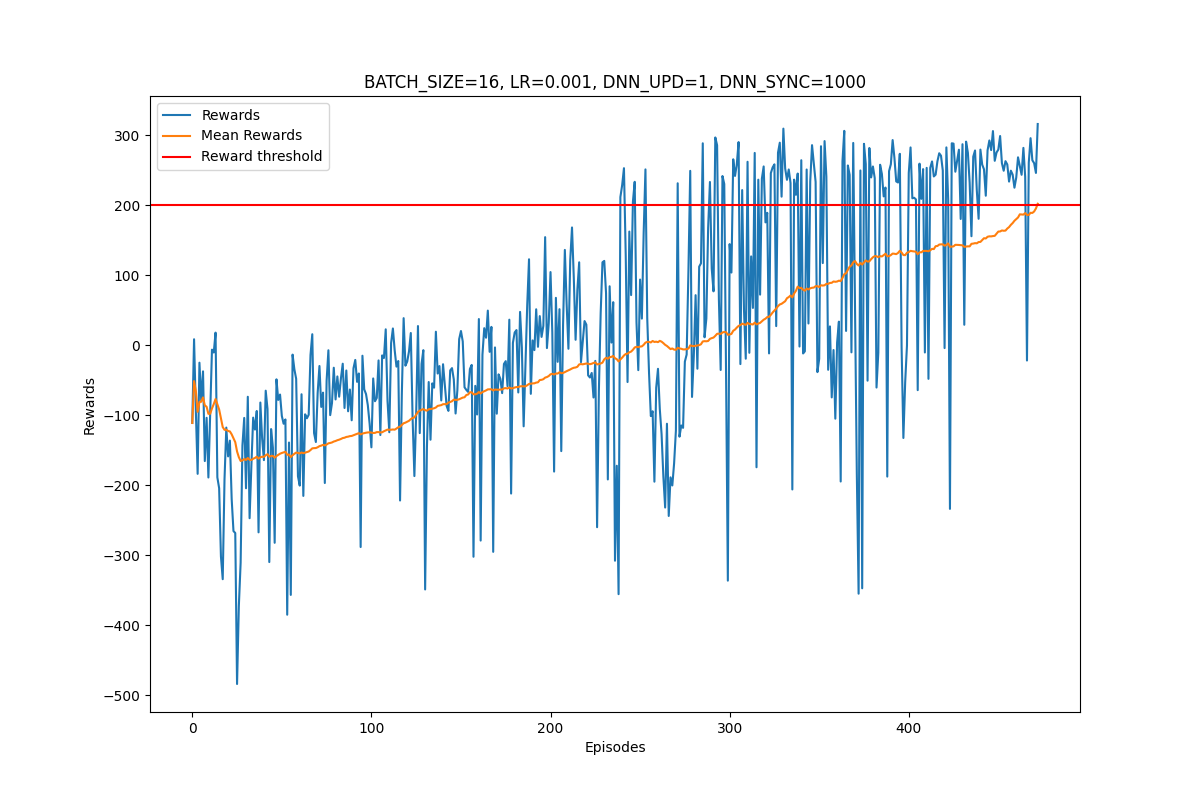 BATCH_SIZE=16, LR=0.001, DNN_UPD=1, DNN_SYNC=1000
Rewards
Mean Rewards
Reward threshold
300
200
100
0
−100
−200
−300
−400
−500
Rewards
0
100
200
300
400
Episodes